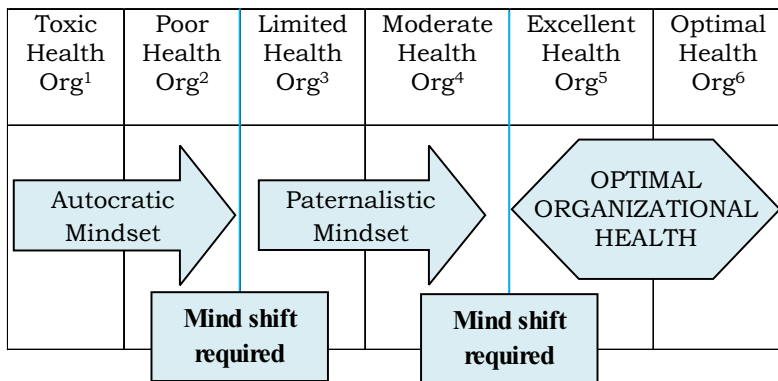 Toxic Health Org¹
Poor Health Org²
Limited Health Org³
Moderate Health Org⁴
Excellent Health Org⁵
Optimal Health Org⁶
Autocratic
Mindset
Paternalistic
Mindset
OPTIMAL
ORGANIZATIONAL
HEALTH
Mind shift
required
Mind shift
required